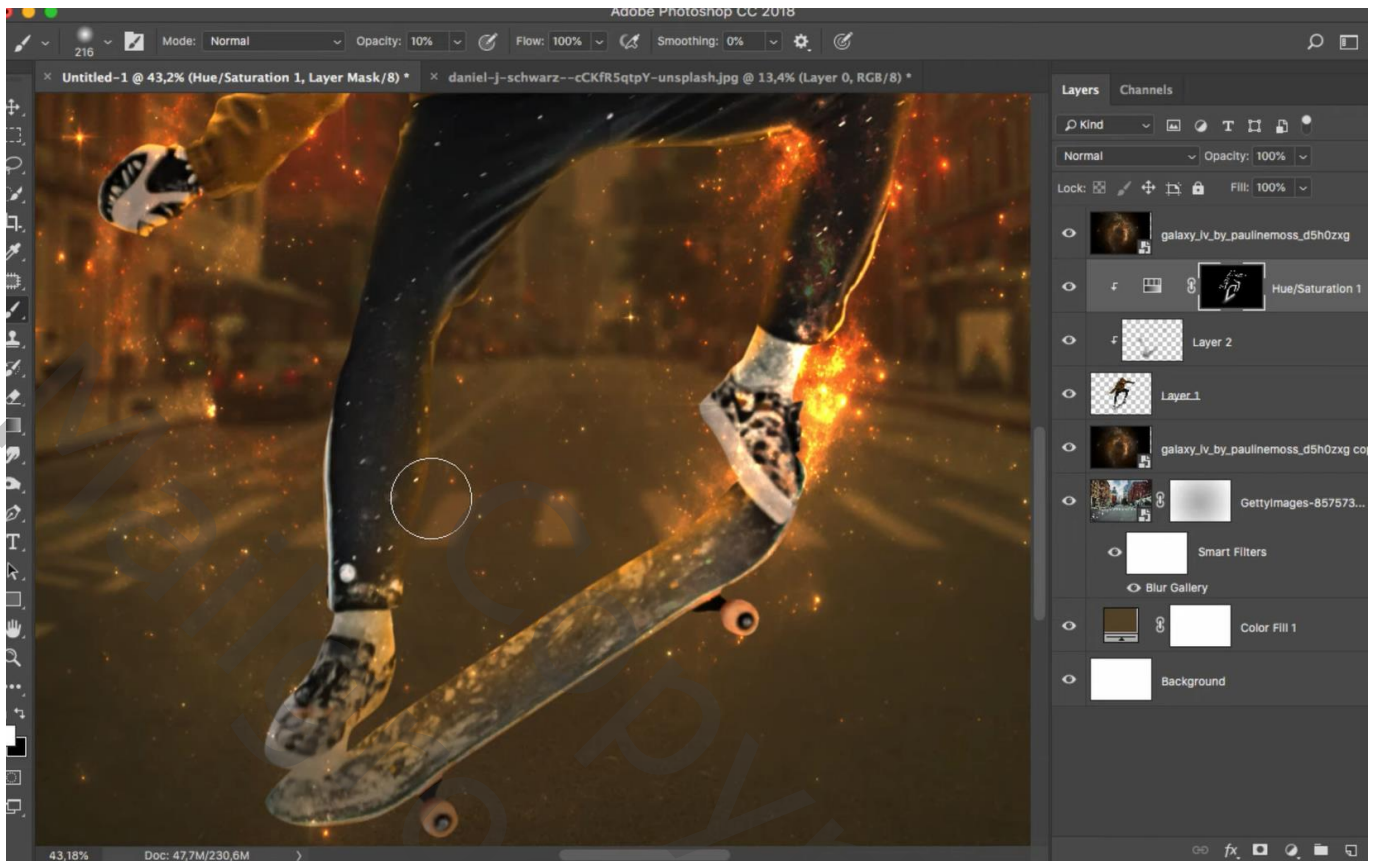 Adobe Photoshop CC 2018
216 Mode: Normal Opacity: 10% Flow: 100% Smoothing: 0%
× Untitled-1 @ 43,2% (Hue/Saturation 1, Layer Mask/8) * × daniel-j-schwarz--cCKfR5qtpY-unsplash.jpg @ 13,4% (Layer 0, RGB/8) *
Layers Channels
Kind
Normal Opacity: 100%
Lock: Fill: 100%
galaxy_iv_by_paulinemoss_d5h0zxg
Hue/Saturation 1
Layer 2
Layer 1
galaxy_iv_by_paulinemoss_d5h0zxg cop
GettyImages-857573...
Smart Filters
Blur Gallery
Color Fill 1
Background
43,18% Doc: 47,7M/230,6M